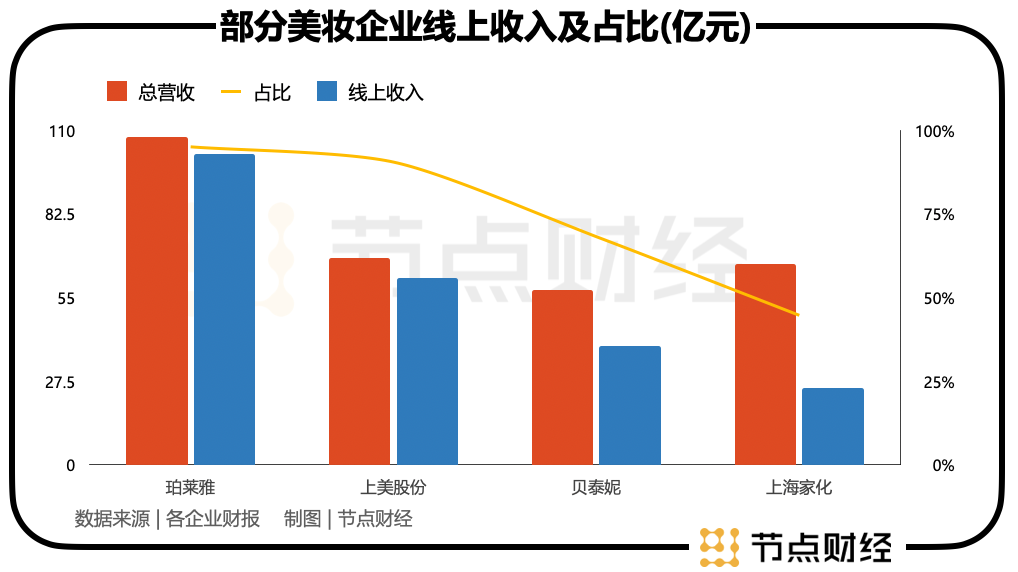 部分美妆企业线上收入及占比(亿元)
总营收 占比 线上收入
110 100%
82.5 75%
节点财经
55 50%
27.5 25%
0 0%
珀莱雅 上美股份 贝泰妮 上海家化
数据来源 | 各企业财报 制图 | 节点财经
节点财经